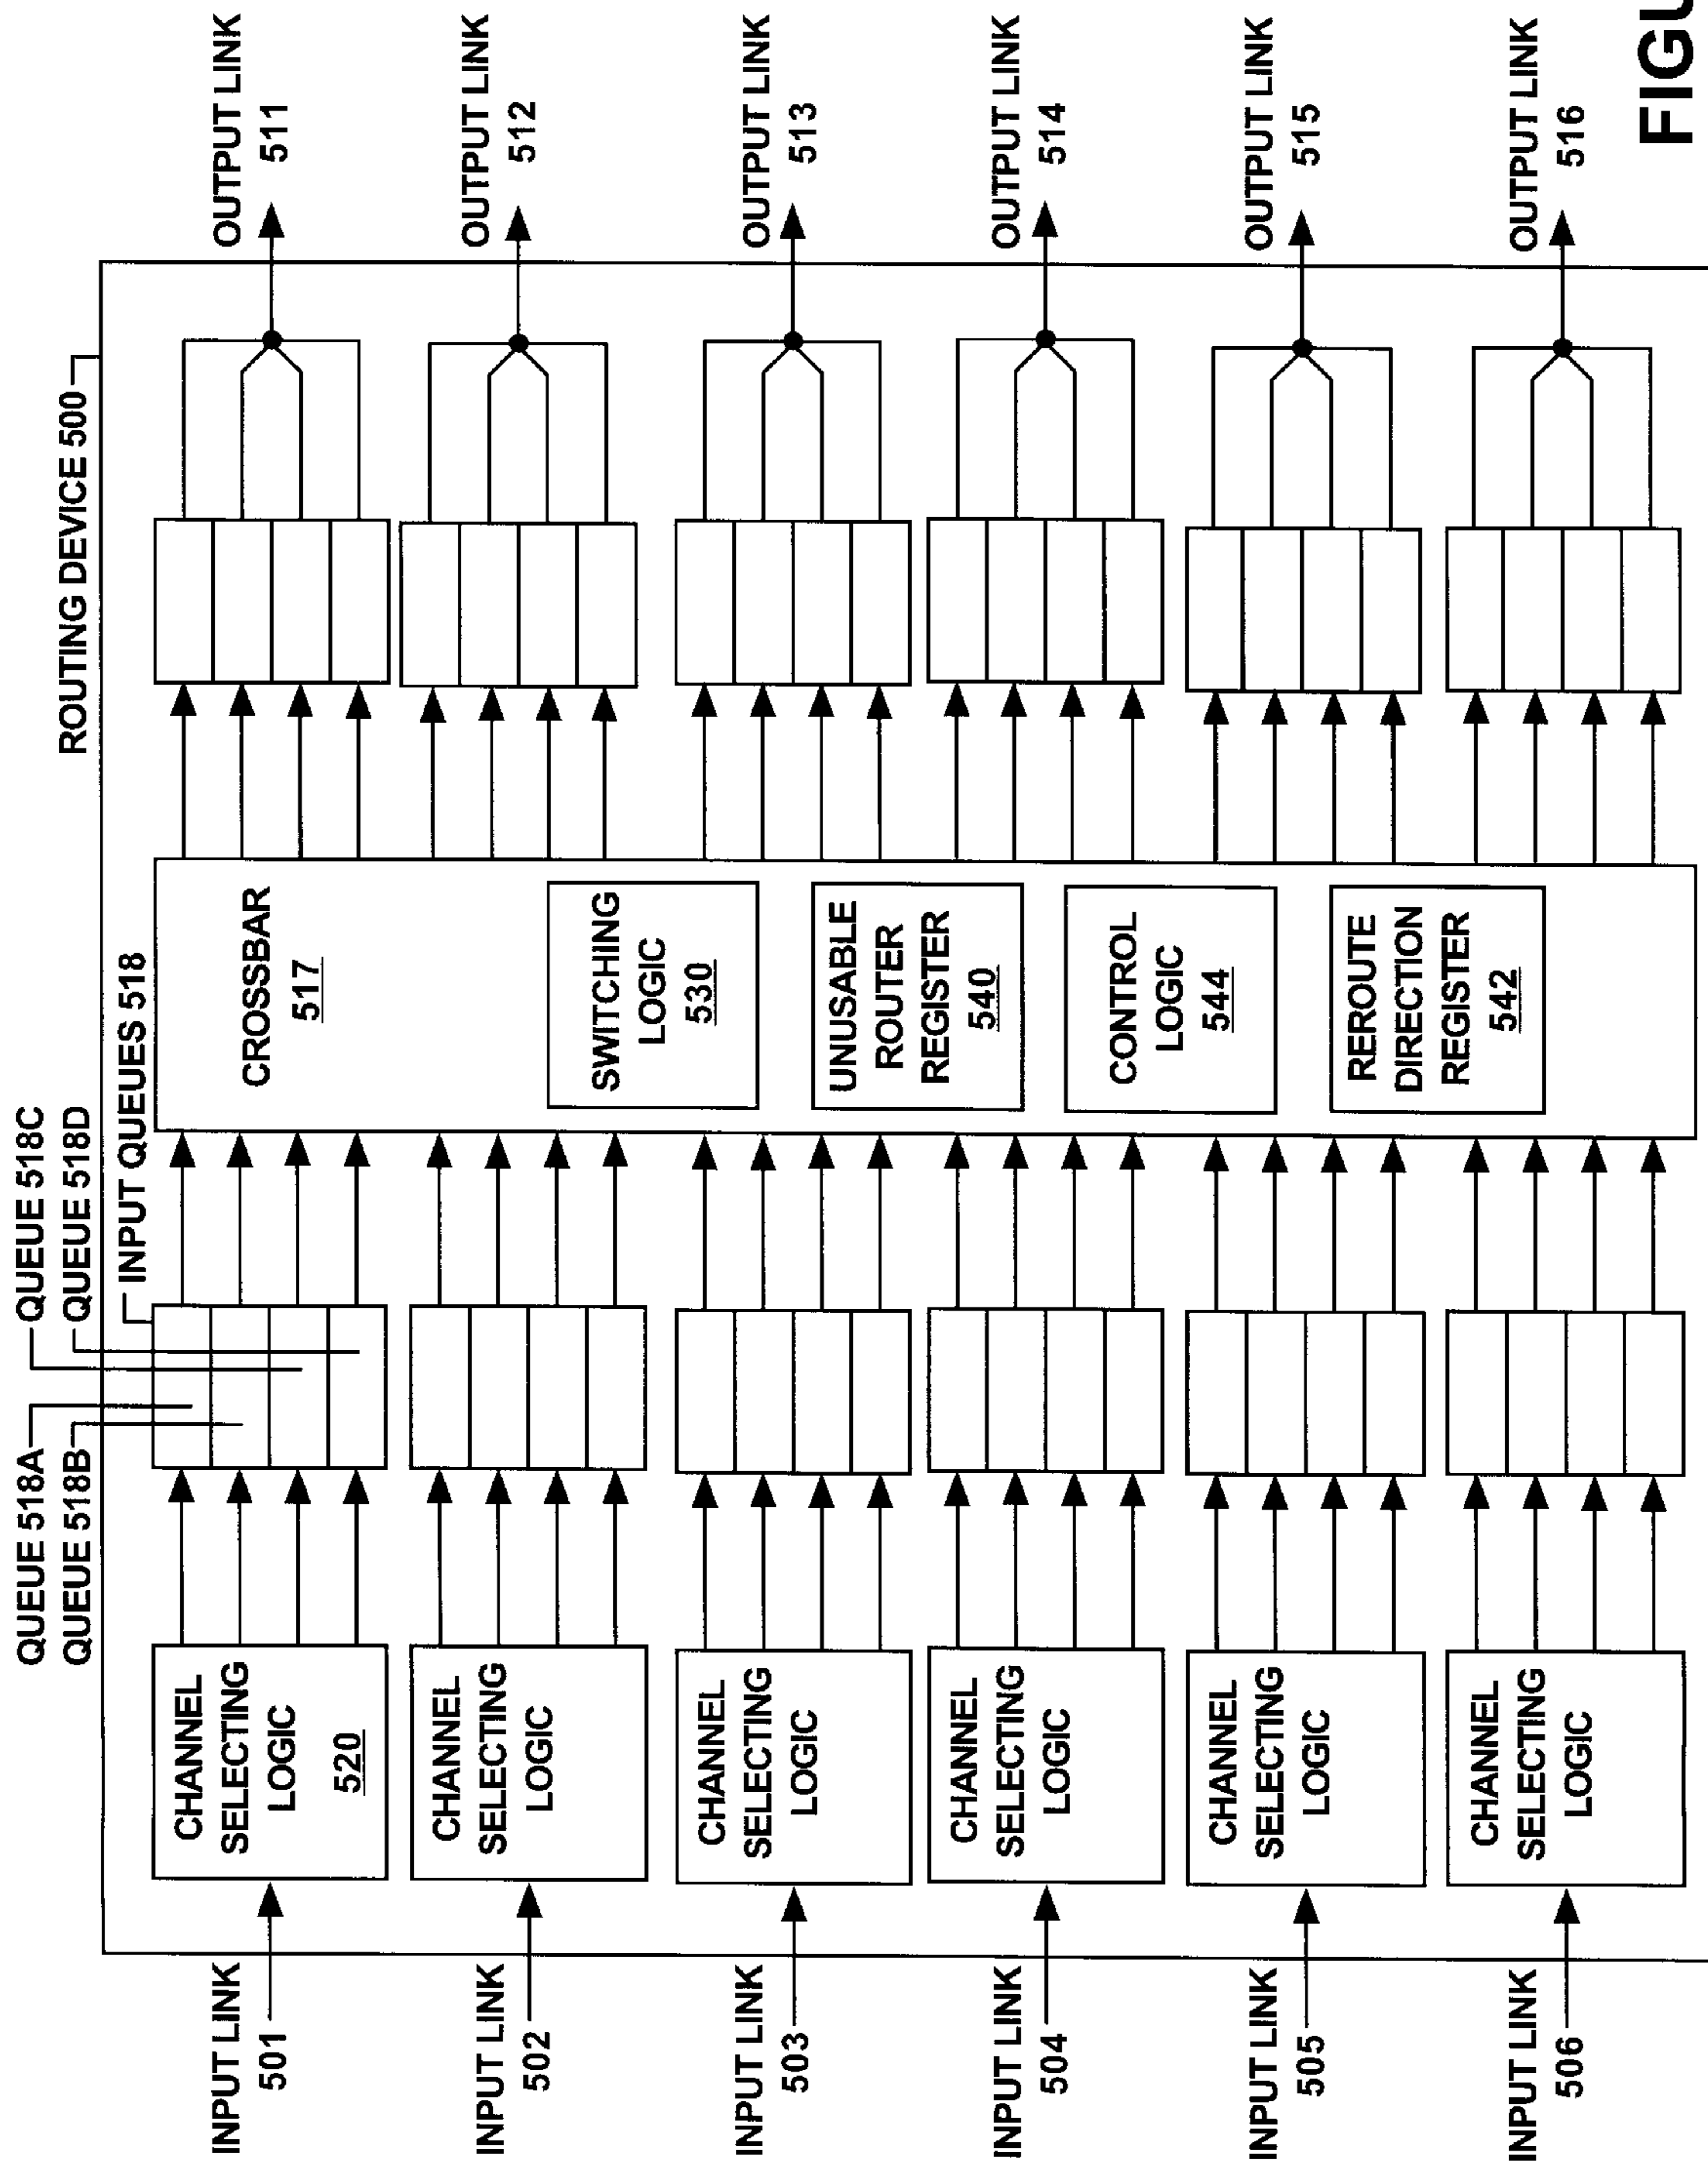 ROUTING DEVICE 500
QUEUE 518A
QUEUE 518B
QUEUE 518C
QUEUE 518D
INPUT QUEUES 518
INPUT LINK
501
CHANNEL
SELECTING
LOGIC
520
INPUT LINK
502
CHANNEL
SELECTING
LOGIC
INPUT LINK
503
CHANNEL
SELECTING
LOGIC
INPUT LINK
504
CHANNEL
SELECTING
LOGIC
INPUT LINK
505
CHANNEL
SELECTING
LOGIC
INPUT LINK
506
CHANNEL
SELECTING
LOGIC
CROSSBAR
517
SWITCHING
LOGIC
530
UNUSABLE
ROUTER
REGISTER
540
CONTROL
LOGIC
544
REROUTE
DIRECTION
REGISTER
542
OUTPUT LINK
511
OUTPUT LINK
512
OUTPUT LINK
513
OUTPUT LINK
514
OUTPUT LINK
515
OUTPUT LINK
516